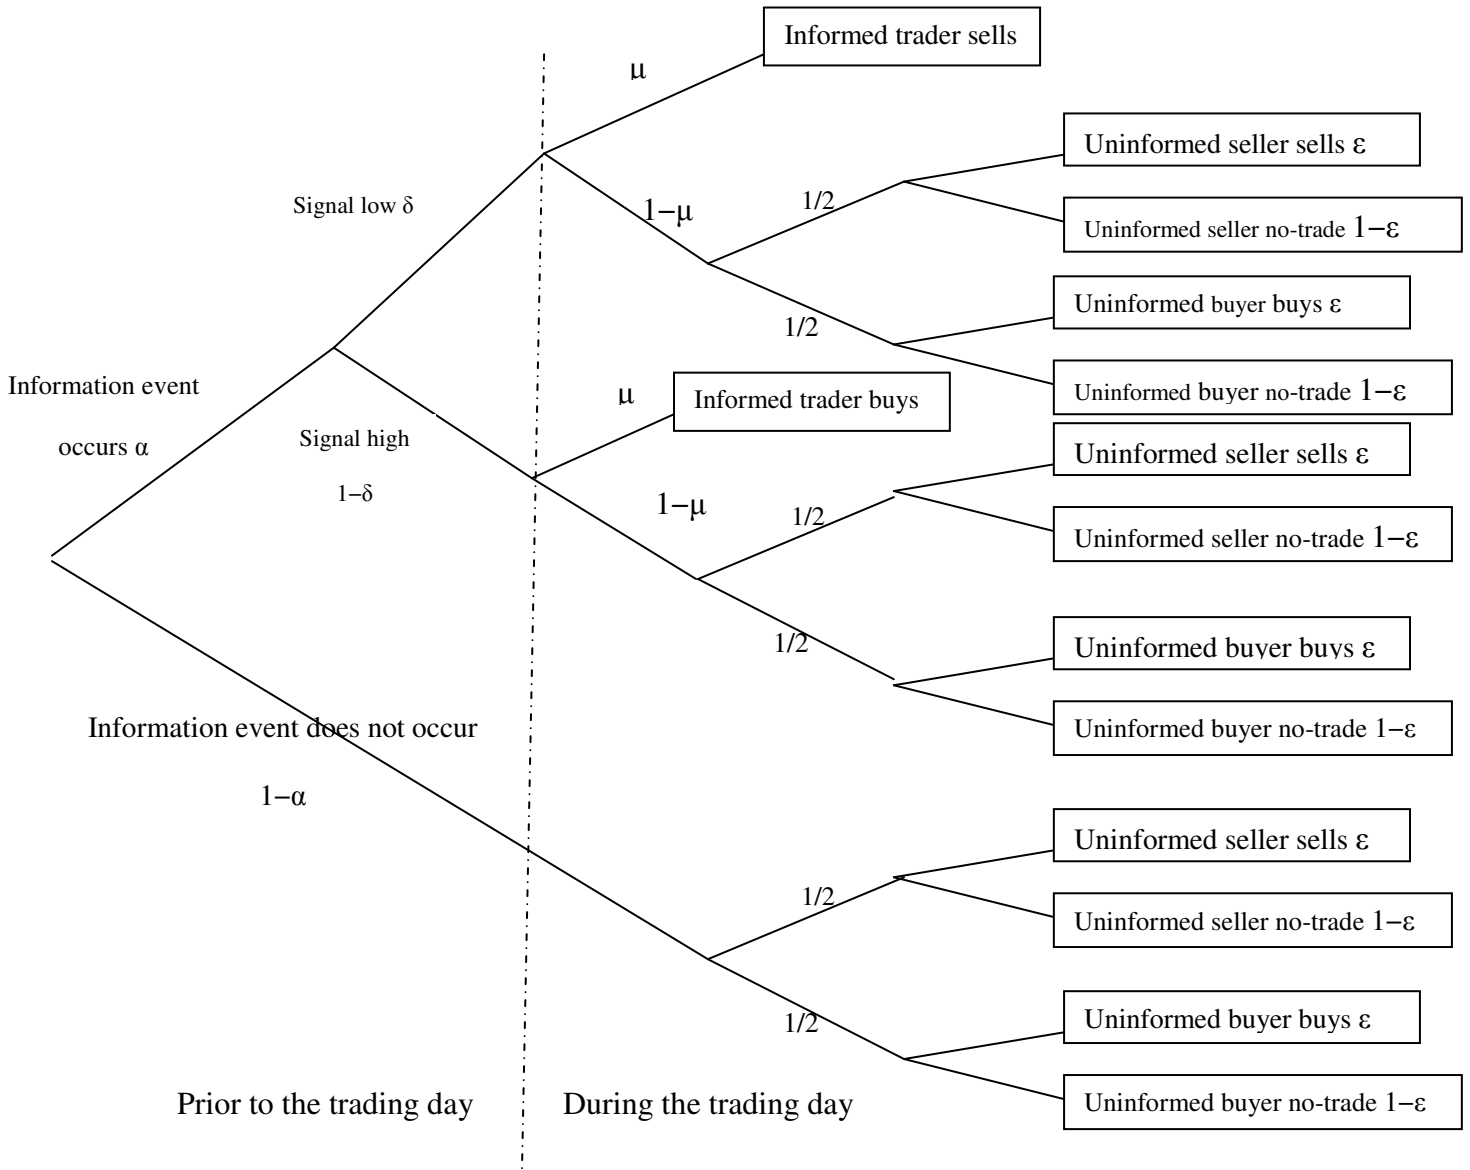 Informed trader sells
μ
Uninformed seller sells ε
1/2
Signal low δ
1−μ
Uninformed seller no-trade 1−ε
Uninformed buyer buys ε
1/2
Information event
occurs α
μ
Informed trader buys
Uninformed buyer no-trade 1−ε
Signal high
1−δ
Uninformed seller sells ε
1−μ
1/2
Uninformed seller no-trade 1−ε
1/2
Uninformed buyer buys ε
Information event does not occur
1−α
Uninformed buyer no-trade 1−ε
Uninformed seller sells ε
1/2
Uninformed seller no-trade 1−ε
1/2
Uninformed buyer buys ε
Prior to the trading day
During the trading day
Uninformed buyer no-trade 1−ε